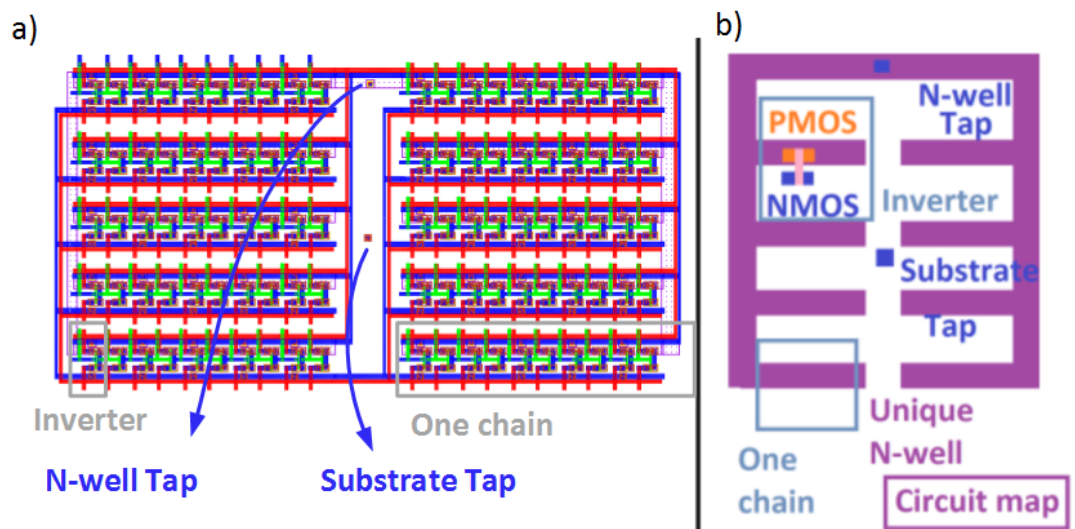 a)
Inverter
One chain
N-well Tap
Substrate Tap
b)
N-well
Tap
PMOS
NMOS
Inverter
Substrate
Tap
Unique
N-well
One
chain
Circuit map